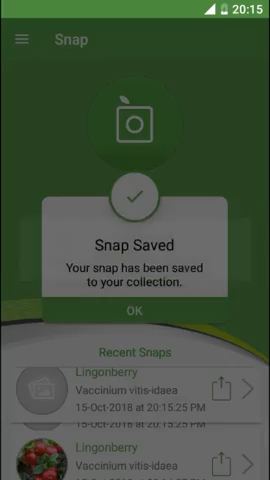 20:15
Snap
Snap Saved
Your snap has been saved
to your collection.
OK
Recent Snaps
Lingonberry
Vaccinium vitis-idaea
15-Oct-2018 at 20:15:25 PM
Lingonberry
Vaccinium vitis-idaea